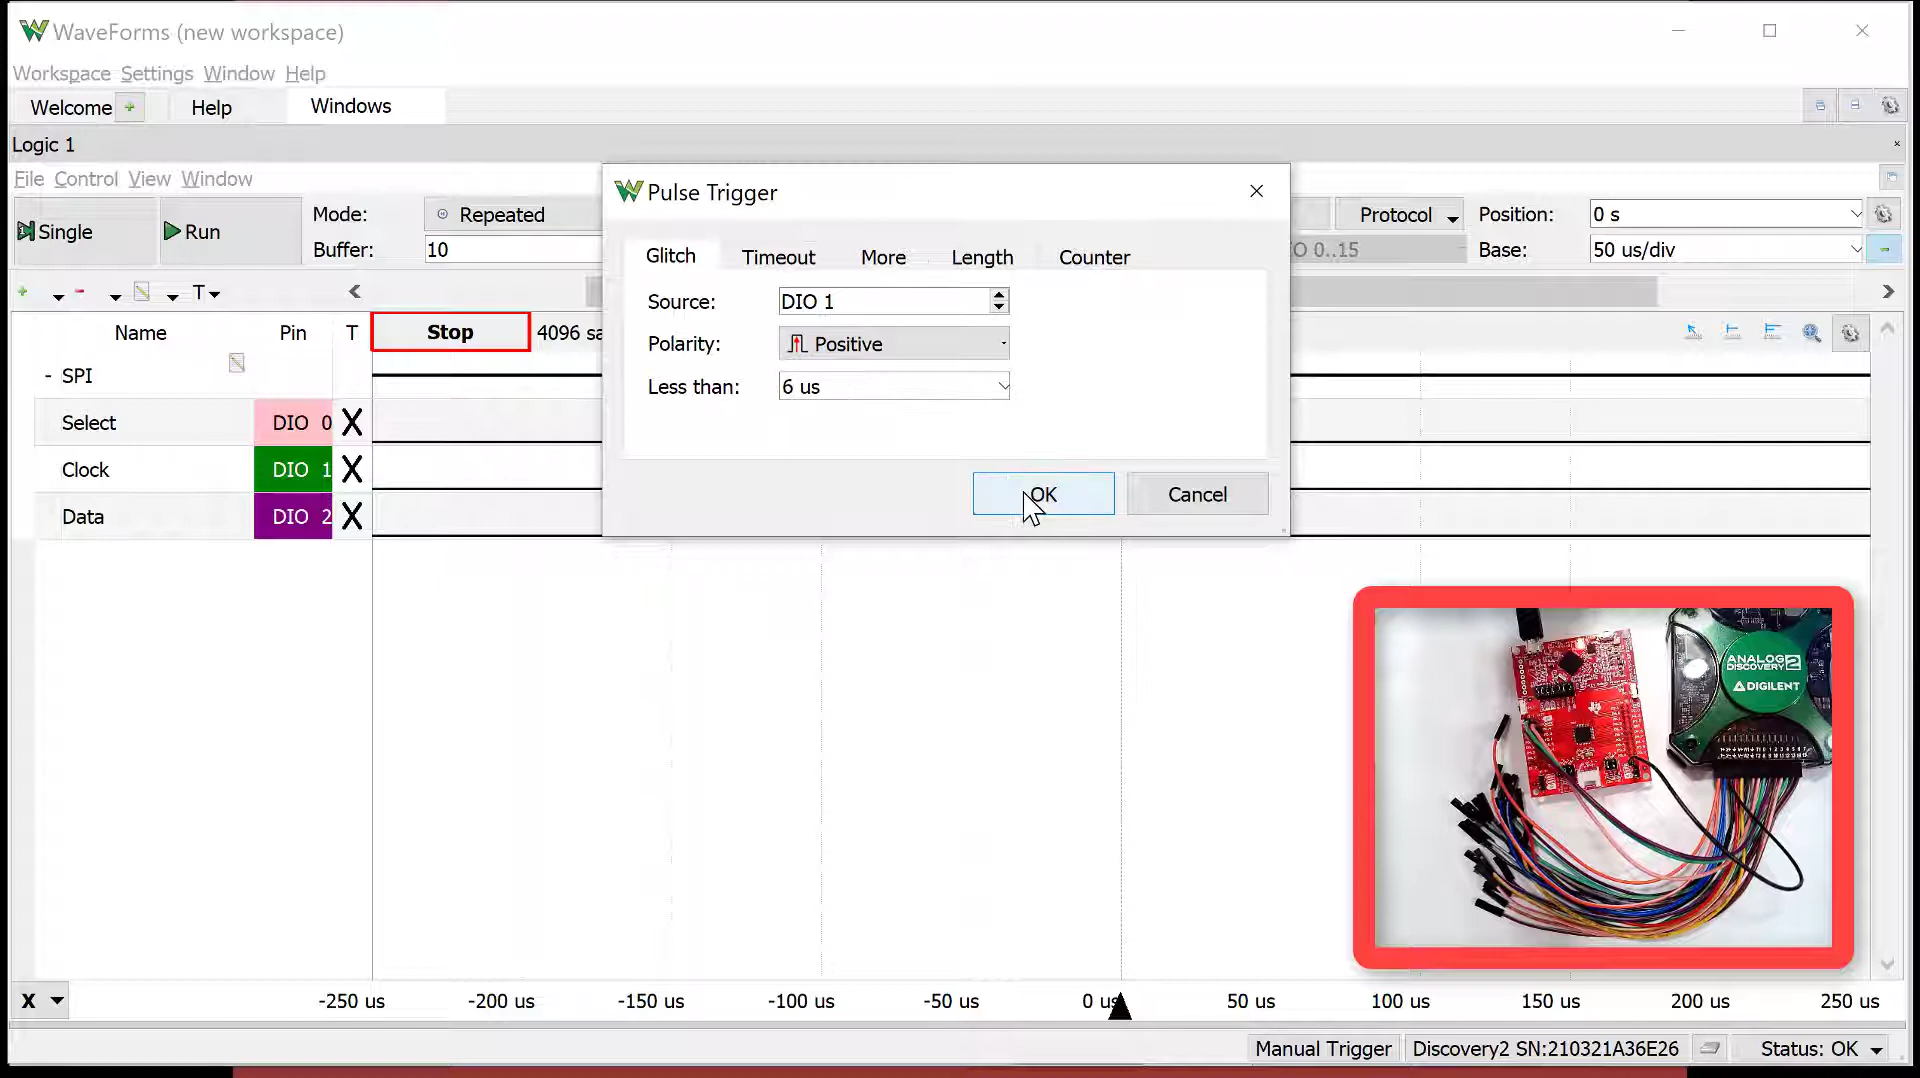 WaveForms (new workspace)
Workspace Settings Window Help
Welcome + Help Windows
Logic 1
File Control View Window
Single Run
Mode: Repeated
Buffer: 10
Protocol
Position: 0 s
IO 0..15
Base: 50 us/div
Pulse Trigger
Glitch Timeout More Length Counter
Source: DIO 1
Polarity: Positive
Less than: 6 us
OK Cancel
+ - T
Name Pin T Stop 4096 sa
- SPI
Select DIO 0 X
Clock DIO 1 X
Data DIO 2 X
ANALOG
DISCOVERY 2
DIGILENT
X -250 us -200 us -150 us -100 us -50 us 0 us 50 us 100 us 150 us 200 us 250 us
Manual Trigger Discovery2 SN:210321A36E26 Status: OK